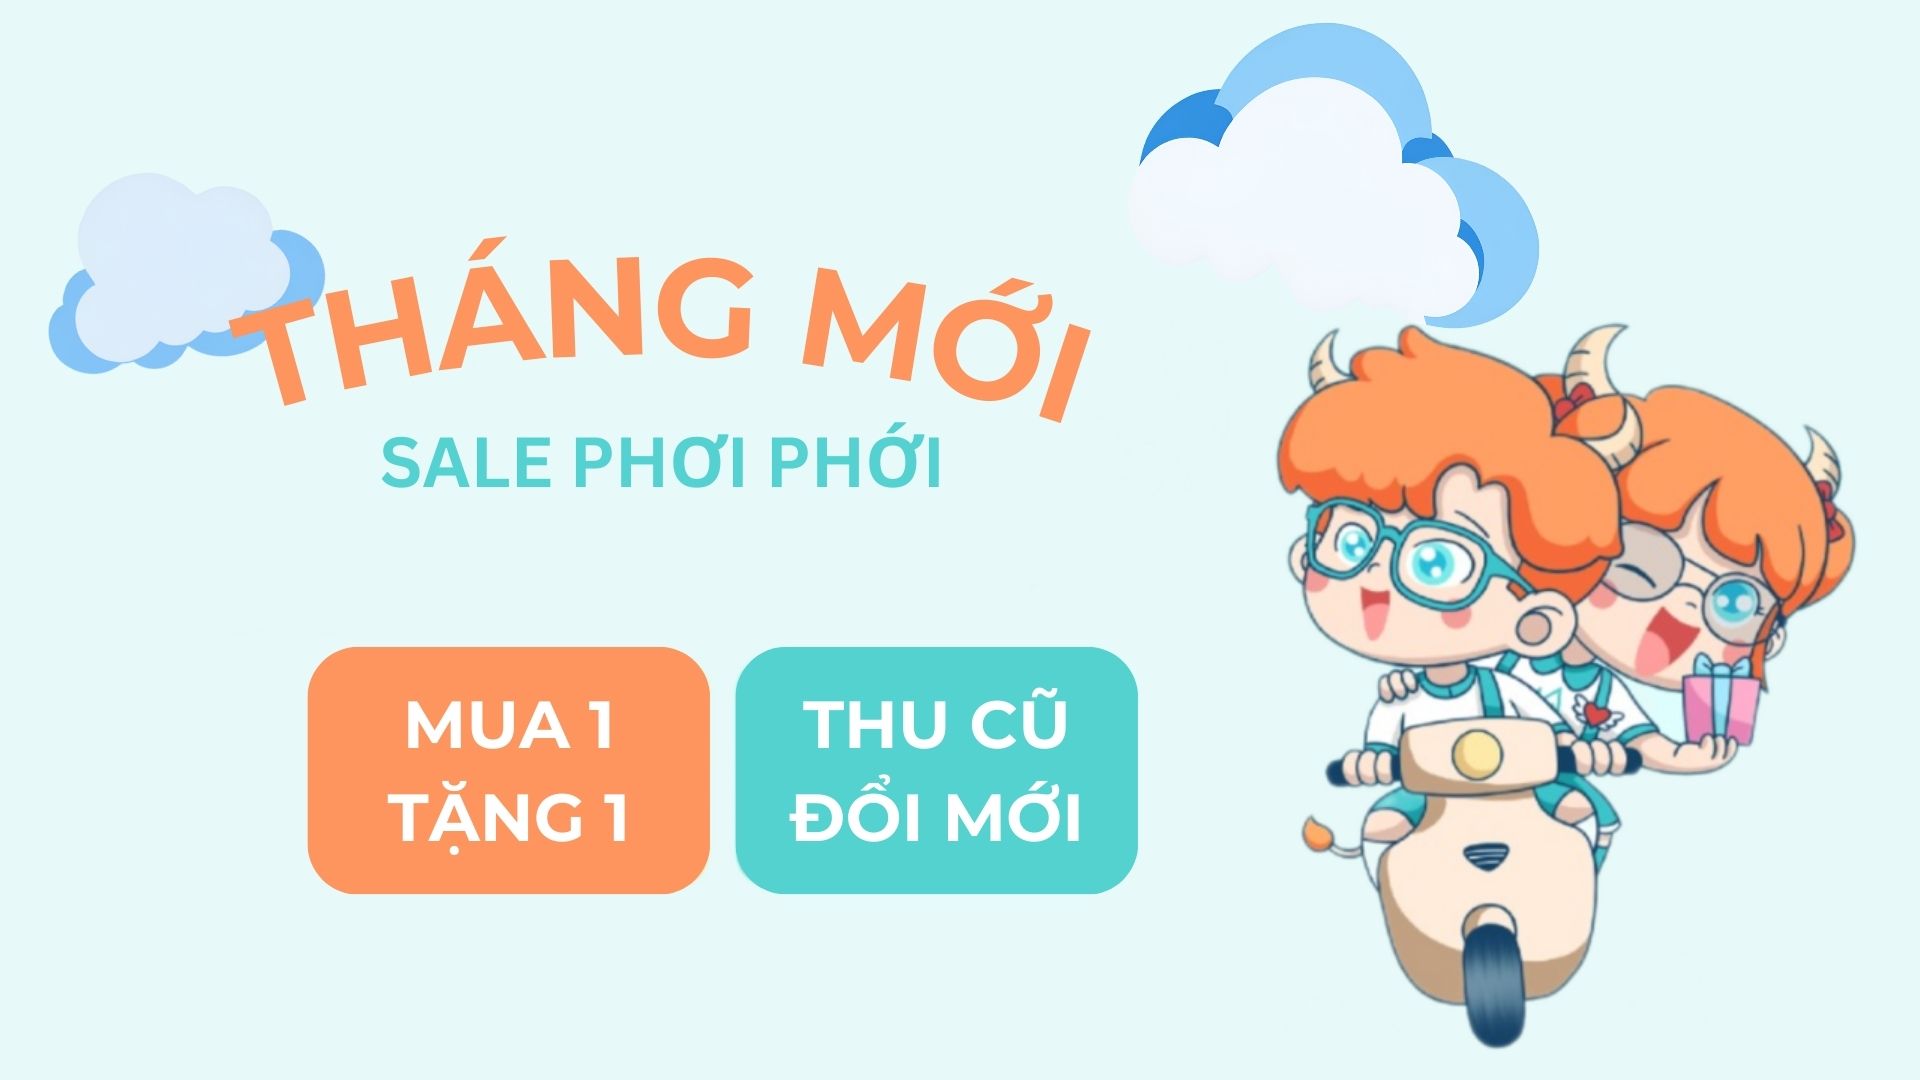 THÁNG MỚI
SALE PHƠI PHỚI
MUA 1
TẶNG 1
THU CŨ
ĐỔI MỚI